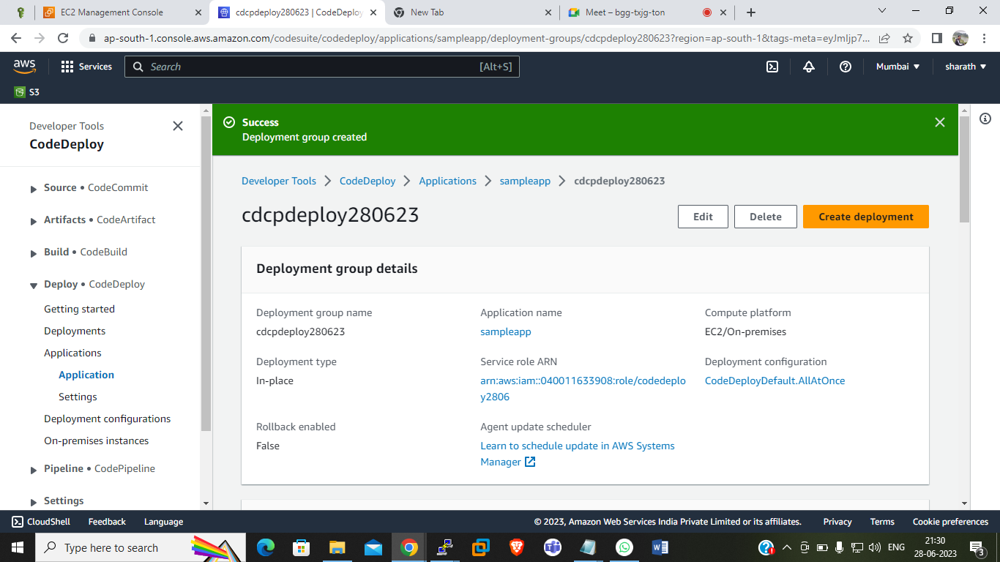 EC2 Management Console
cdcpdeploy280623 | CodeDeploy
New Tab
Meet – bgg-txjg-ton
ap-south-1.console.aws.amazon.com/codesuite/codedeploy/applications/sampleapp/deployment-groups/cdcpdeploy280623?region=ap-south-1&tags-meta=eyJmIjp7...
aws
Services
Search
[Alt+S]
Mumbai
sharath
S3
Developer Tools
CodeDeploy
Source • CodeCommit
Artifacts • CodeArtifact
Build • CodeBuild
Deploy • CodeDeploy
Getting started
Deployments
Applications
Application
Settings
Deployment configurations
On-premises instances
Pipeline • CodePipeline
Settings
Success
Deployment group created
Developer Tools > CodeDeploy > Applications > sampleapp > cdcpdeploy280623
cdcpdeploy280623
Edit
Delete
Create deployment
Deployment group details
Deployment group name
cdcpdeploy280623
Application name
sampleapp
Compute platform
EC2/On-premises
Deployment type
In-place
Service role ARN
arn:aws:iam::040011633908:role/codedeplo
y2806
Deployment configuration
CodeDeployDefault.AllAtOnce
Rollback enabled
False
Agent update scheduler
Learn to schedule update in AWS Systems
Manager
CloudShell
Feedback
Language
© 2023, Amazon Web Services India Private Limited or its affiliates.
Privacy
Terms
Cookie preferences
Type here to search
ENG
21:30
28-06-2023
3